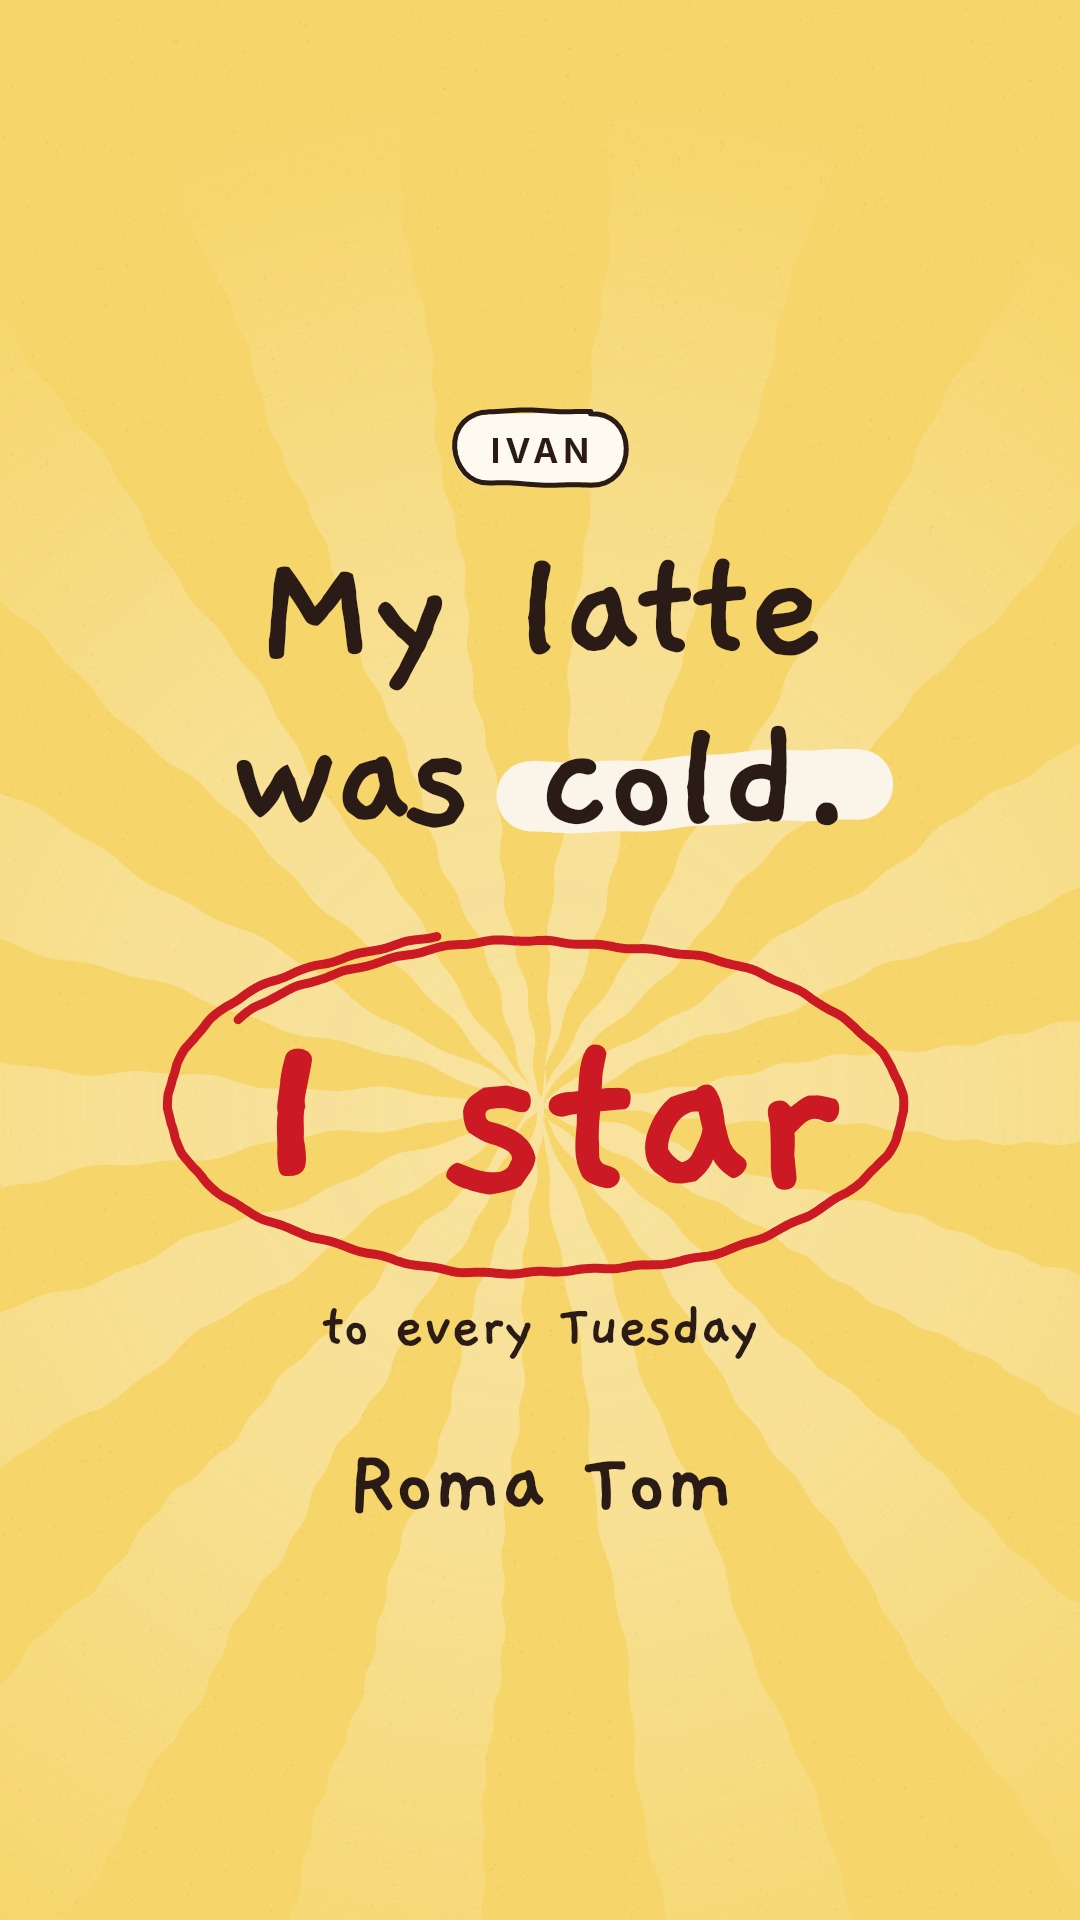 IVAN
My latte
was cold.
1 star
to every Tuesday
Roma Tom